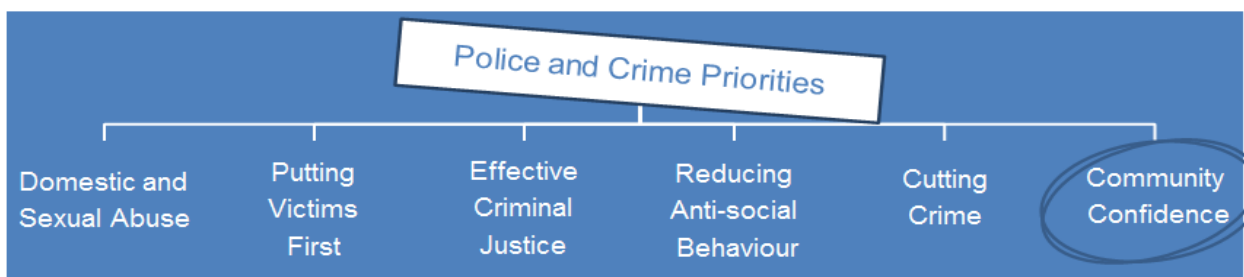 Police and Crime Priorities
Domestic and
Sexual Abuse
Putting
Victims
First
Effective
Criminal
Justice
Reducing
Anti-social
Behaviour
Cutting
Crime
Community
Confidence